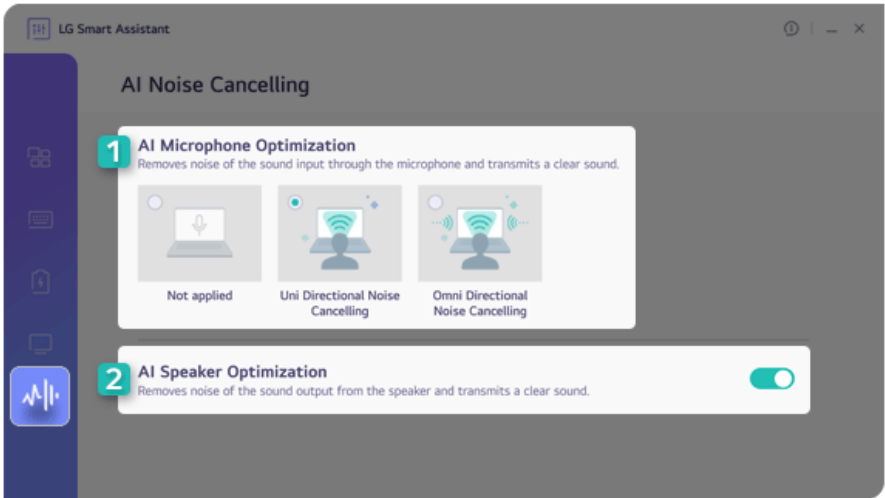 LG Smart Assistant
AI Noise Cancelling
1
AI Microphone Optimization
Removes noise of the sound input through the microphone and transmits a clear sound.
Not applied
Uni Directional Noise
Cancelling
Omni Directional
Noise Cancelling
2
AI Speaker Optimization
Removes noise of the sound output from the speaker and transmits a clear sound.